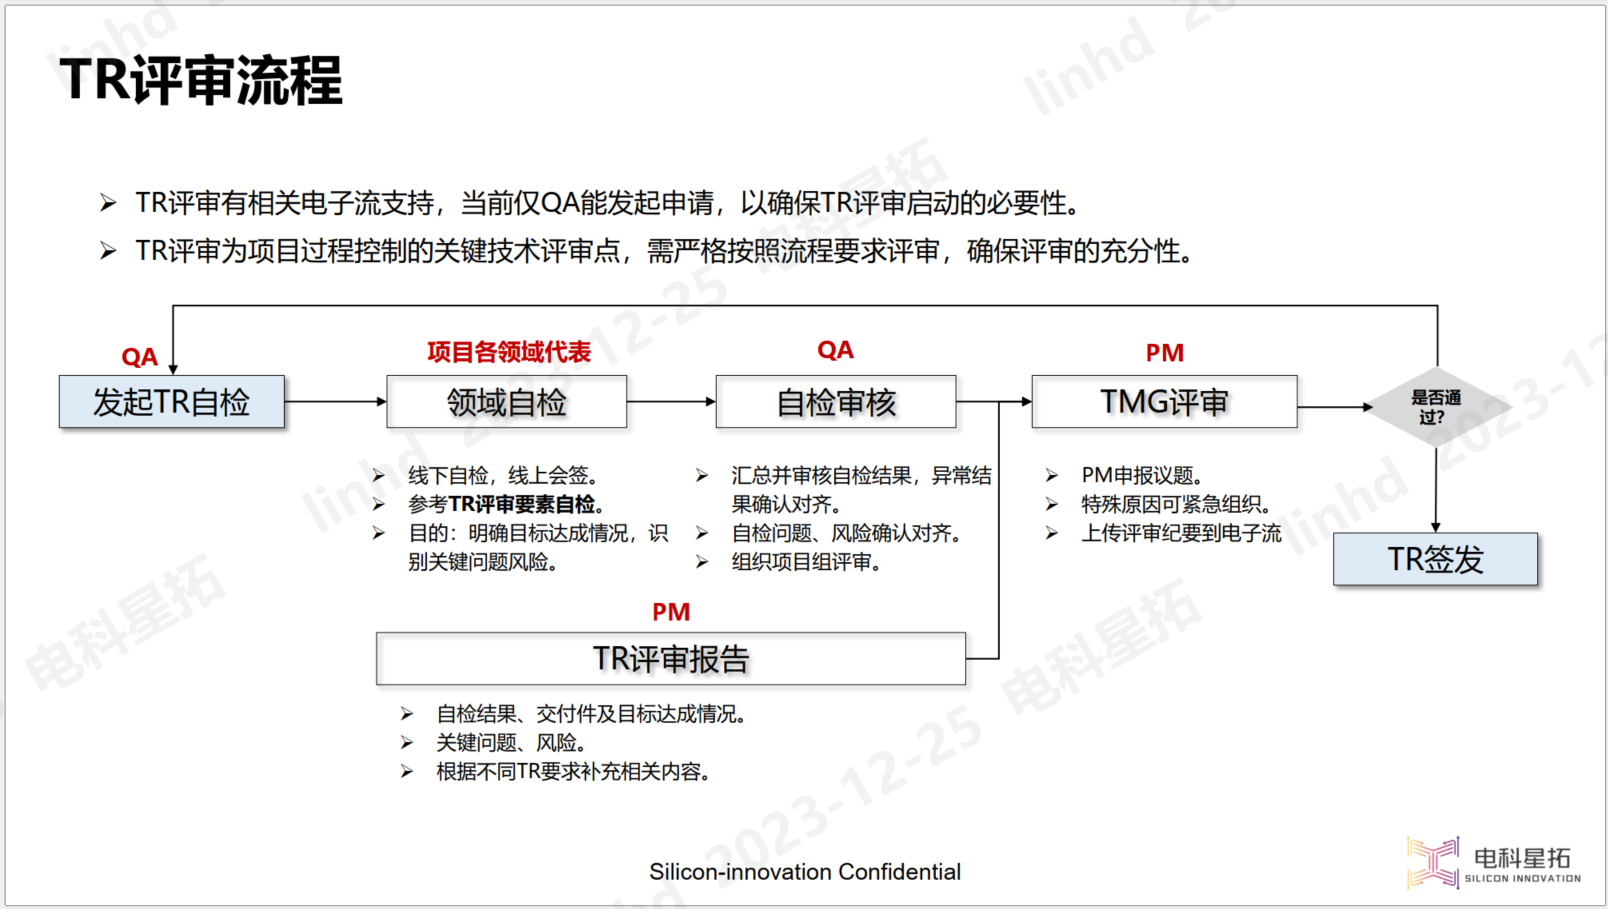 TR评审流程
TR评审有相关电子流支持，当前仅QA能发起申请，以确保TR评审启动的必要性。
TR评审为项目过程控制的关键技术评审点，需严格按照流程要求评审，确保评审的充分性。
QA
发起TR自检
项目各领域代表
领域自检
线下自检，线上会签。
参考TR评审要素自检。
目的：明确目标达成情况，识
别关键问题风险。
QA
自检审核
汇总并审核自检结果，异常结
果确认对齐。
自检问题、风险确认对齐。
组织项目组评审。
PM
TMG评审
PM申报议题。
特殊原因可紧急组织。
上传评审纪要到电子流
是否通
过？
TR签发
PM
TR评审报告
自检结果、交付件及目标达成情况。
关键问题、风险。
根据不同TR要求补充相关内容。
Silicon-innovation Confidential
电科星拓
SILICON INNOVATION
linhd 2023-12-25 电科星拓
linhd 2023-12-25 电科星拓